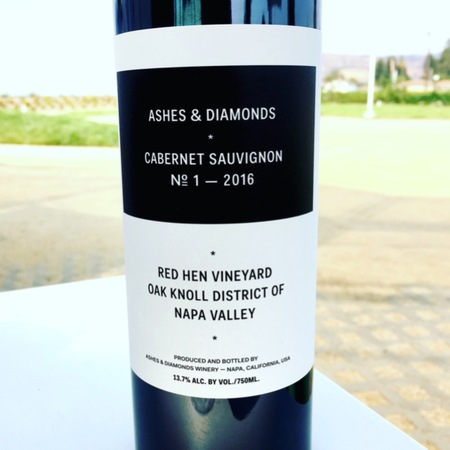 ASHES & DIAMONDS
*
CABERNET SAUVIGNON
Nº 1 — 2016
*
RED HEN VINEYARD
OAK KNOLL DISTRICT OF
NAPA VALLEY
*
PRODUCED AND BOTTLED BY
ASHES & DIAMONDS WINERY — NAPA, CALIFORNIA, USA
13.7% ALC. BY VOL./750ML.